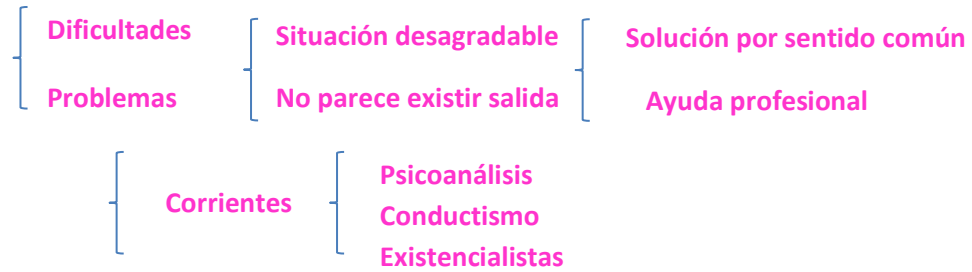 Dificultades Situación desagradable Solución por sentido común
Problemas No parece existir salida Ayuda profesional
Psicoanálisis
Corrientes
Conductismo
Existencialistas